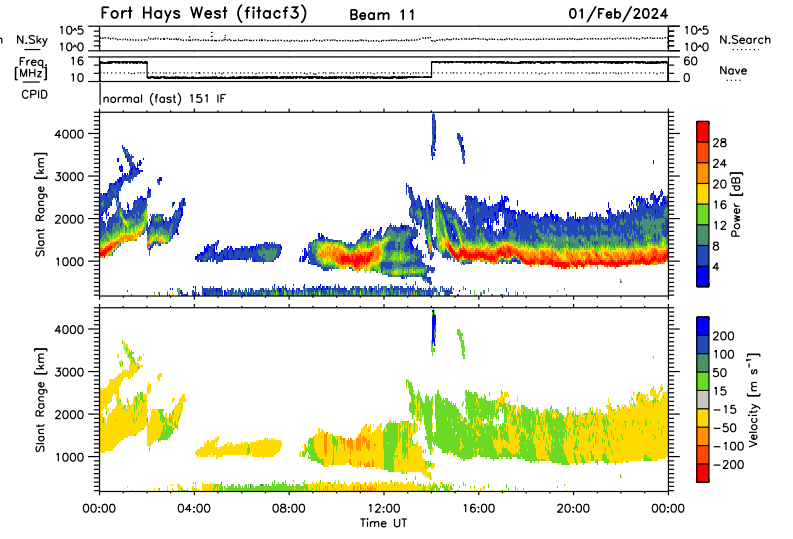 Fort Hays West (fitacf3) Beam 11 01/Feb/2024
N.Sky 10^5 10^0 10^5 10^0 N.Search
Freq. [MHz] 16 10 60 0 Nave
CPID normal (fast) 151 IF
Slant Range [km]
4000
3000
2000
1000
Power [dB]
28
24
20
16
12
8
4
Slant Range [km]
4000
3000
2000
1000
Velocity [m s⁻¹]
200
100
50
15
-15
-50
-100
-200
00:00 04:00 08:00 12:00 16:00 20:00 00:00
Time UT